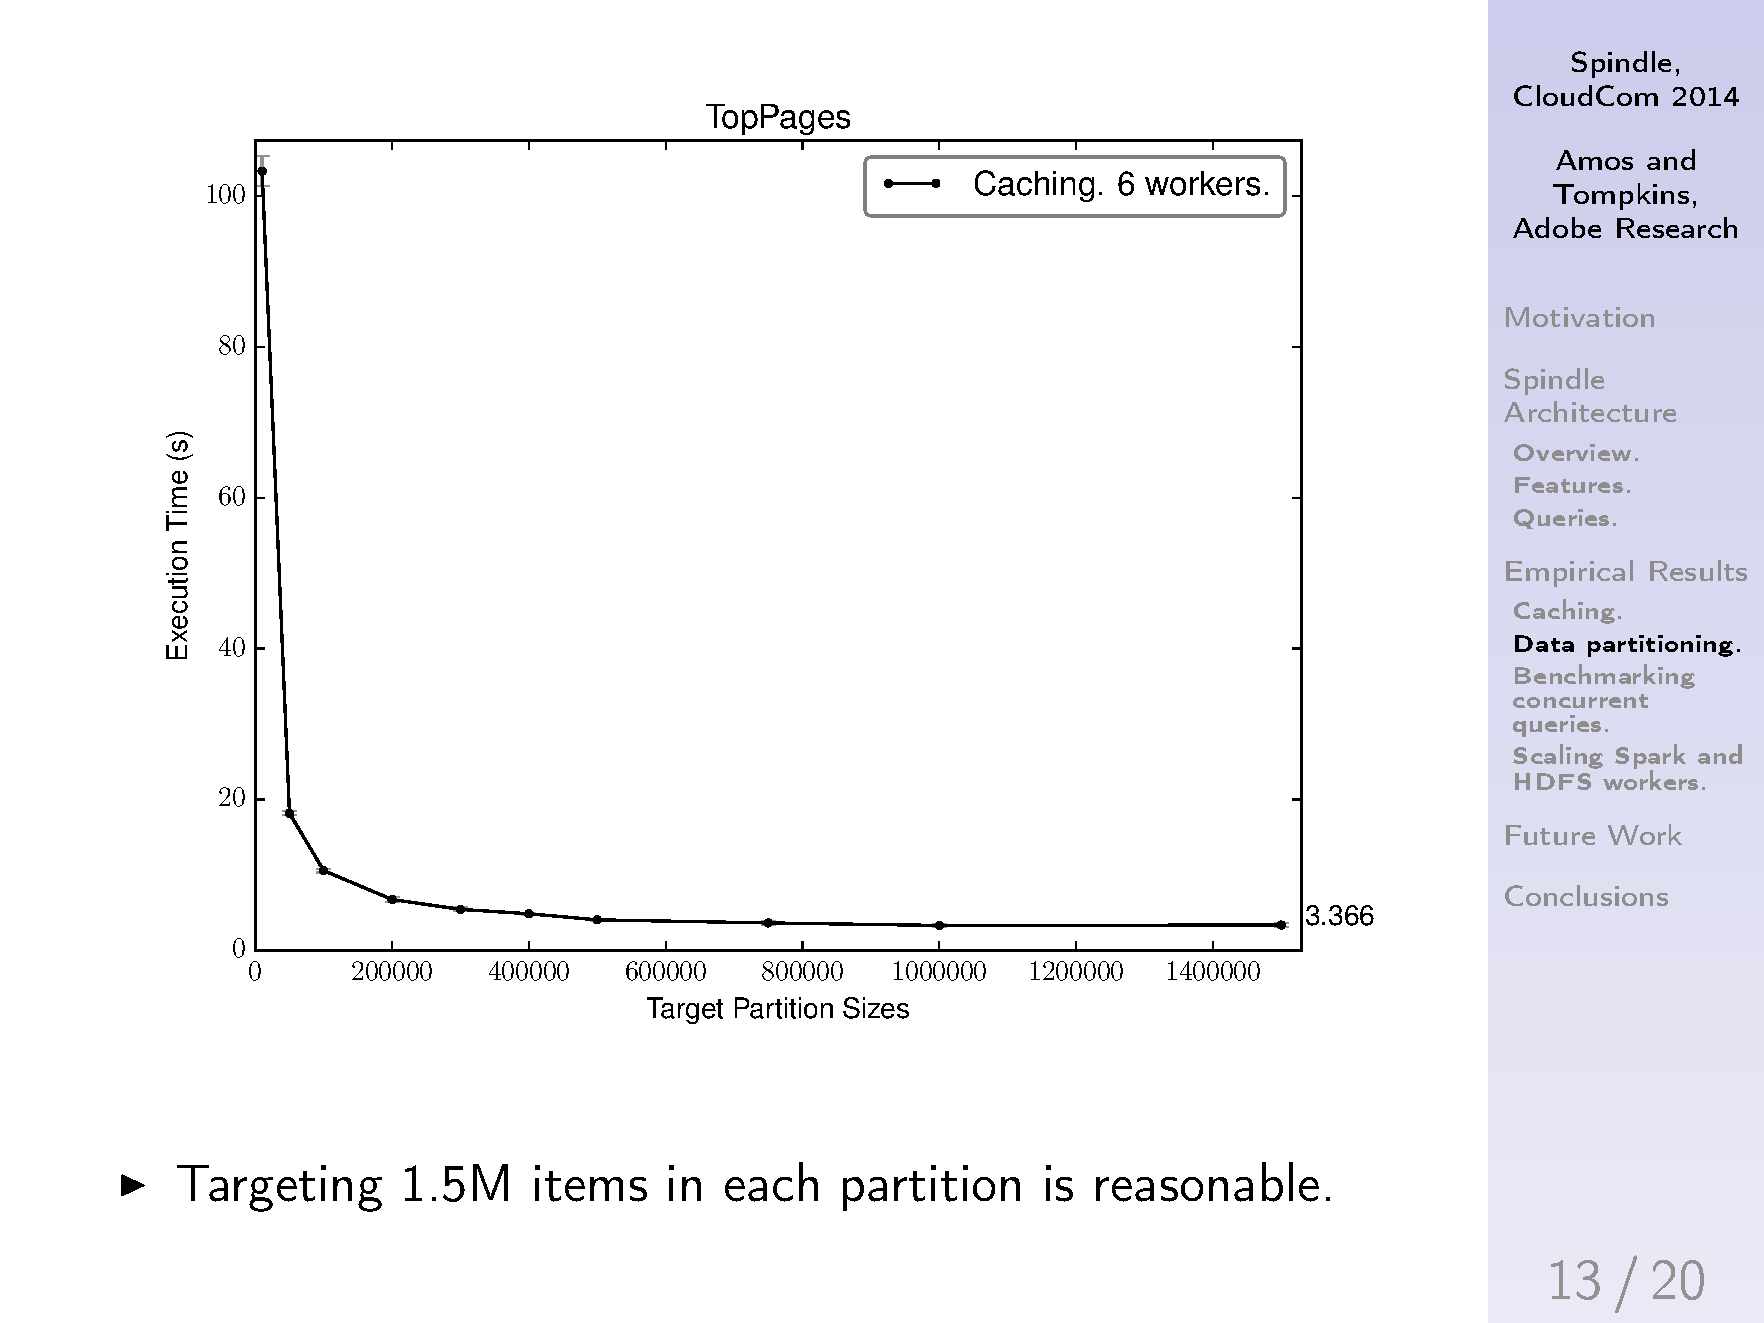 TopPages
Caching. 6 workers.
100
80
60
40
20
0
Execution Time (s)
3.366
0 200000 400000 600000 800000 1000000 1200000 1400000
Target Partition Sizes
▶ Targeting 1.5M items in each partition is reasonable.
Spindle,
CloudCom 2014
Amos and
Tompkins,
Adobe Research
Motivation
Spindle
Architecture
Overview.
Features.
Queries.
Empirical Results
Caching.
Data partitioning.
Benchmarking
concurrent
queries.
Scaling Spark and
HDFS workers.
Future Work
Conclusions
13 / 20